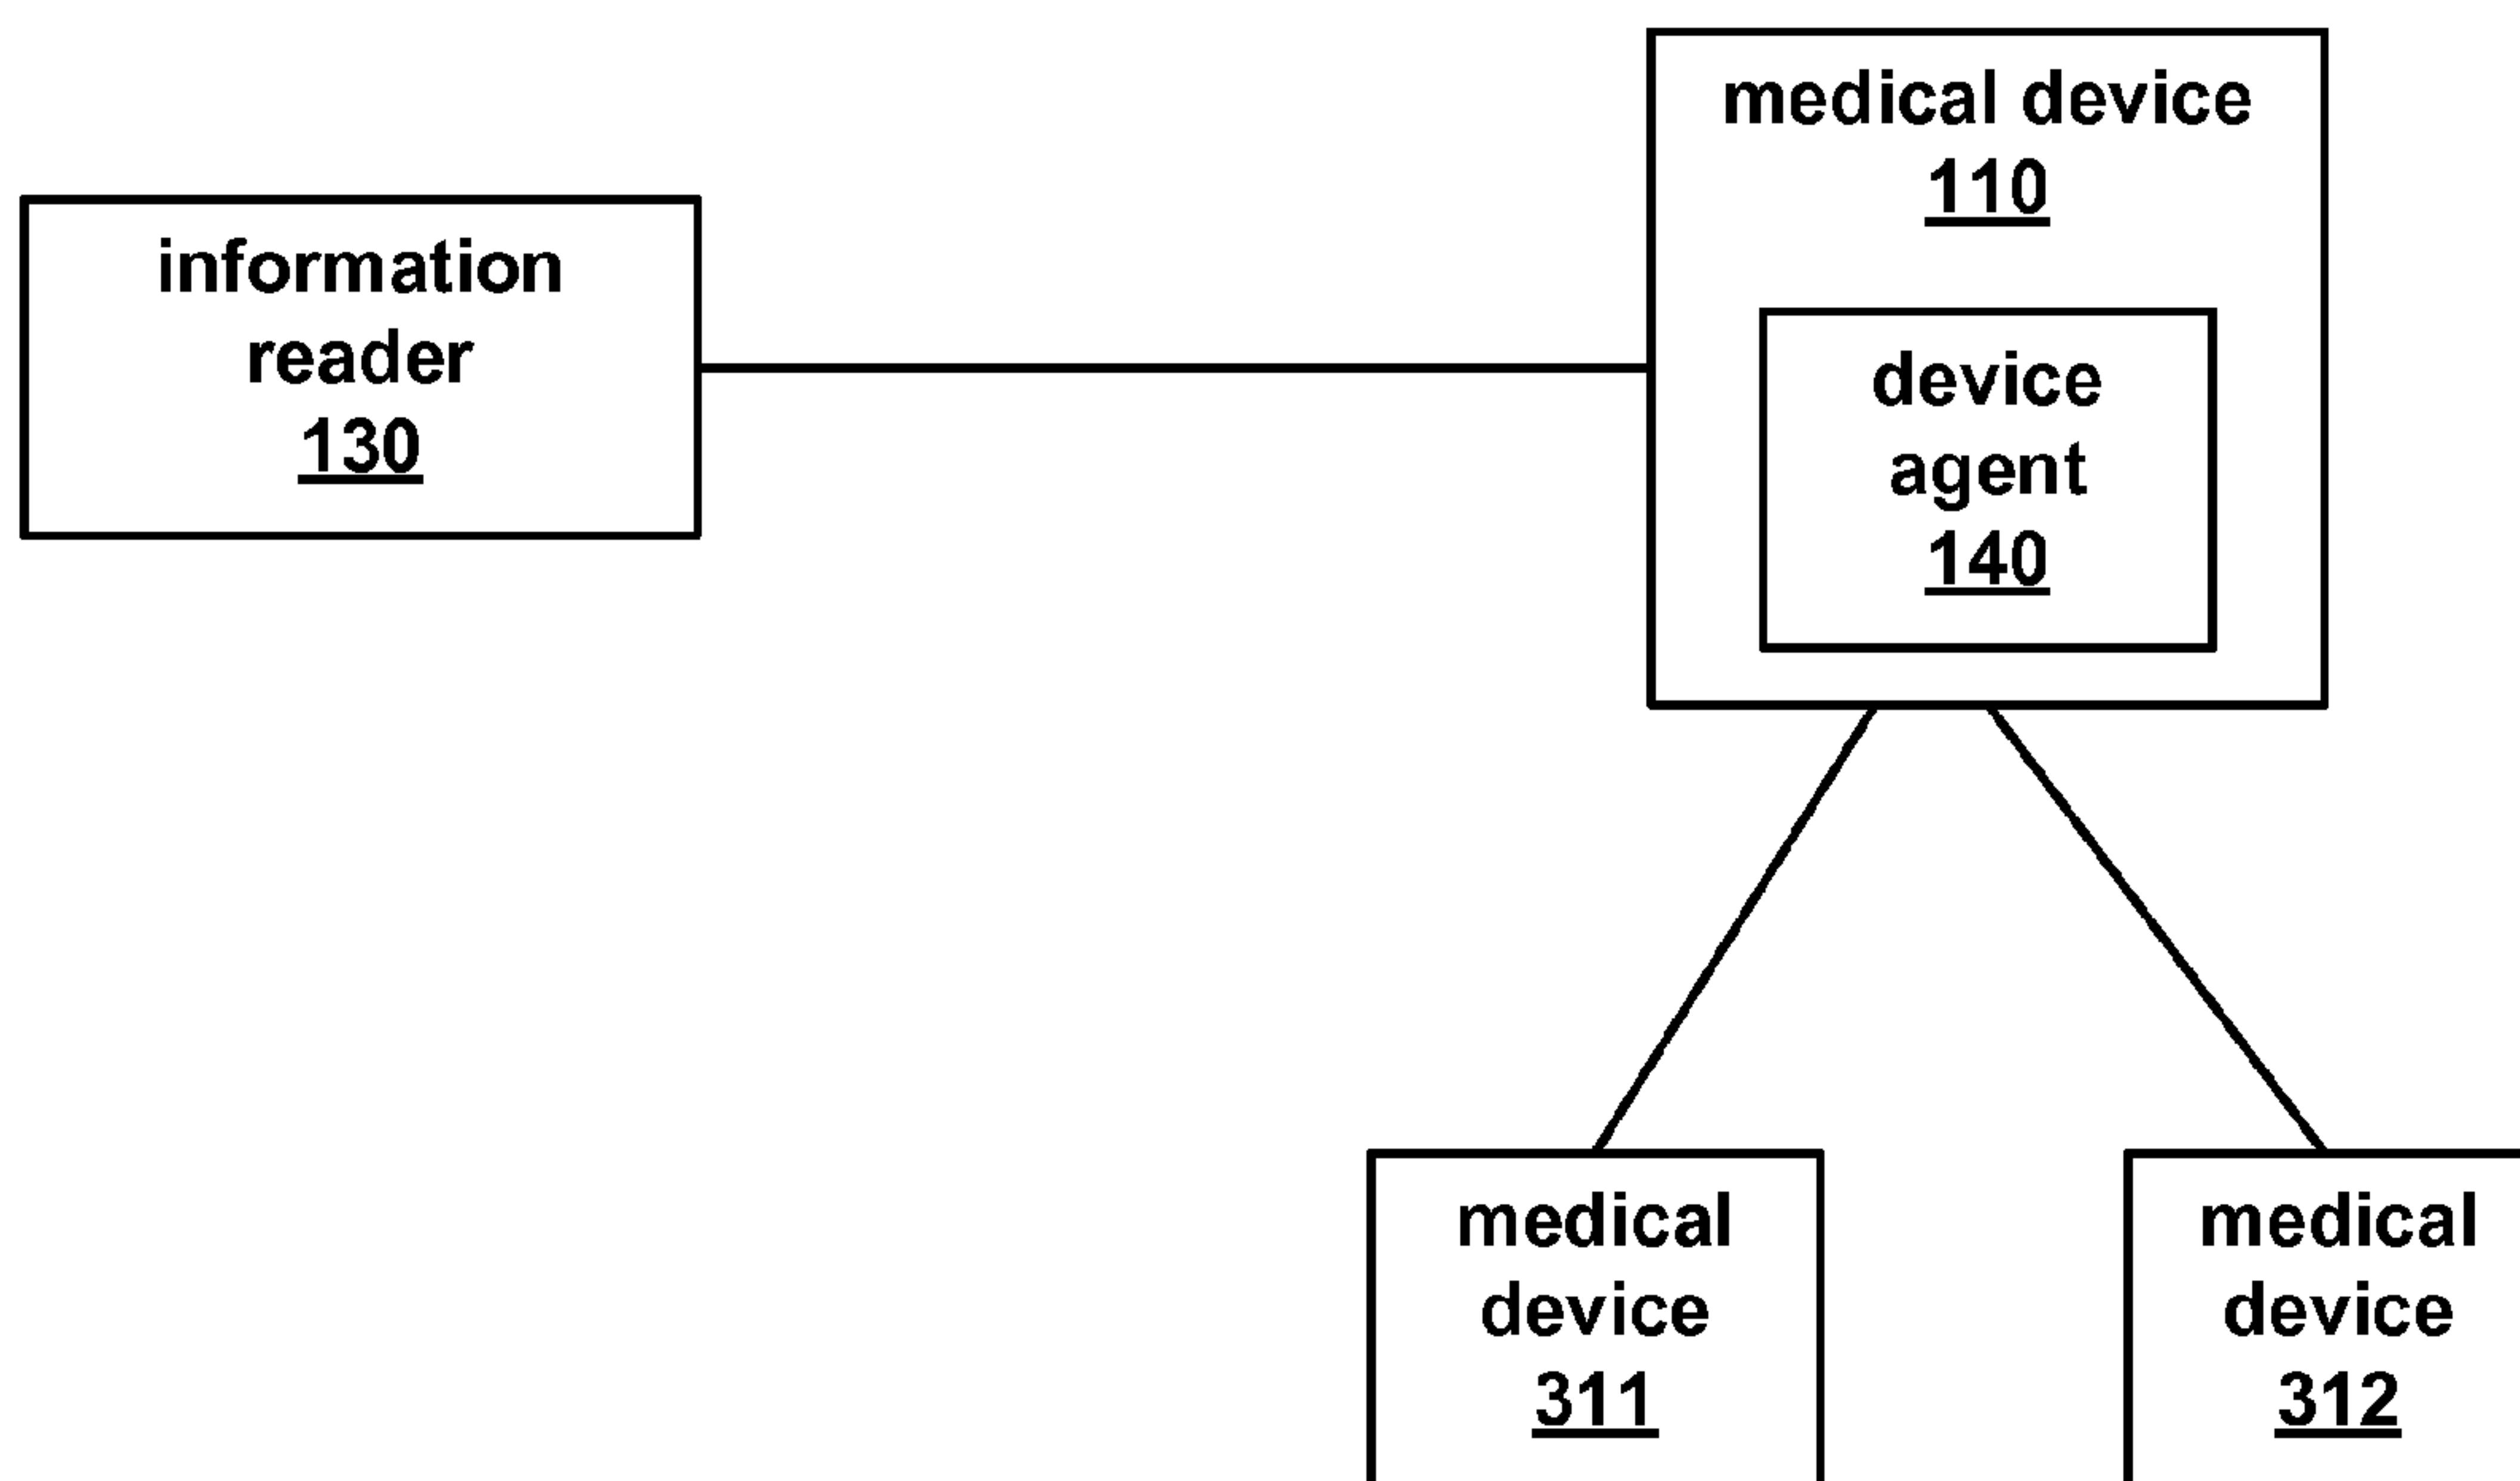 medical device
110
information
reader
130
device
agent
140
medical
device
311
medical
device
312